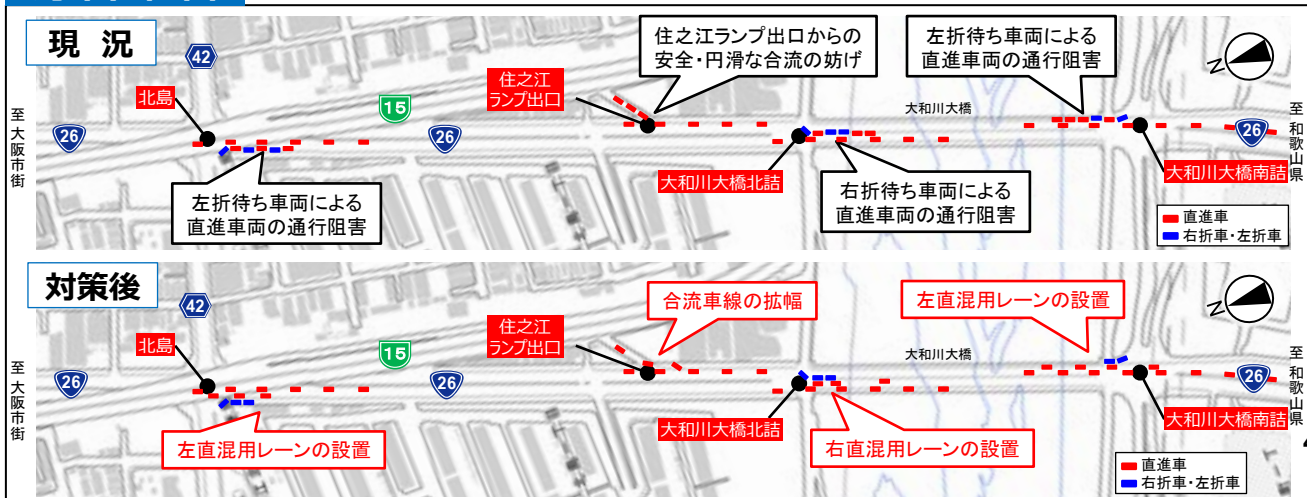 現 況
42
北島
至 大阪市街
26
15
26
住之江
ランプ出口
住之江ランプ出口からの
安全・円滑な合流の妨げ
左折待ち車両による
直進車両の通行阻害
N
大和川大橋
至 和歌山県
26
左折待ち車両による
直進車両の通行阻害
大和川大橋北詰
右折待ち車両による
直進車両の通行阻害
大和川大橋南詰
直進車
右折車・左折車
対策後
42
北島
至 大阪市街
26
15
26
住之江
ランプ出口
合流車線の拡幅
左直混用レーンの設置
N
大和川大橋
至 和歌山県
26
左直混用レーンの設置
大和川大橋北詰
右直混用レーンの設置
大和川大橋南詰
直進車
右折車・左折車